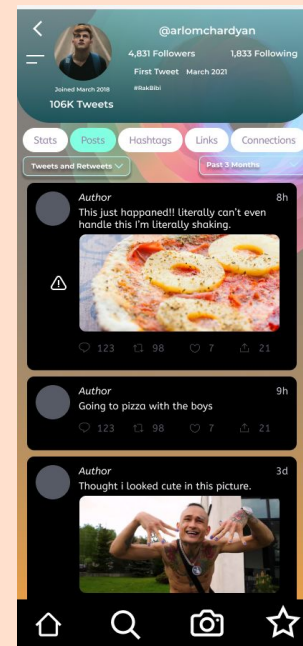 @arlomchardyan
4,831 Followers 1,833 Following
First Tweet March 2021
Joined March 2018
#RakBibi
106K Tweets
Stats Posts Hashtags Links Connections
Tweets and Retweets Past 3 Months
Author 8h
This just happaned!! literally can't even
handle this I'm literally shaking.
123 98 7 21
Author 9h
Going to pizza with the boys
123 98 7 21
Author 3d
Thought i looked cute in this picture.